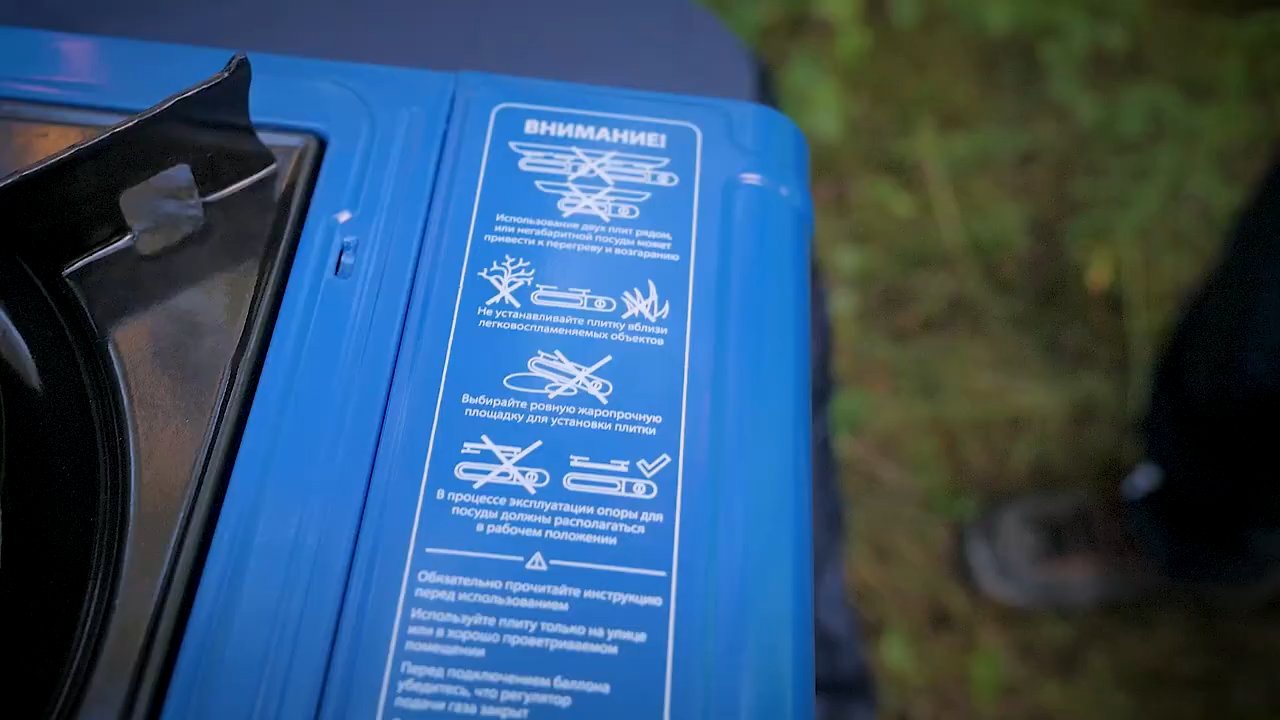 ВНИМАНИЕ!
Использование двух плит рядом,
или негабаритной посуды может
привести к перегреву и возгаранию
Не устанавливайте плитку вблизи
легковоспламеняемых объектов
Выбирайте ровную жаропрочную
площадку для установки плитки
В процессе эксплуатации опоры для
посуды должны располагаться
в рабочем положении
Обязательно прочитайте инструкцию
перед использованием
Используйте плиту только на улице
или в хорошо проветриваемом
помещении
Перед подключением баллона
убедитесь, что регулятор
подачи газа закрыт